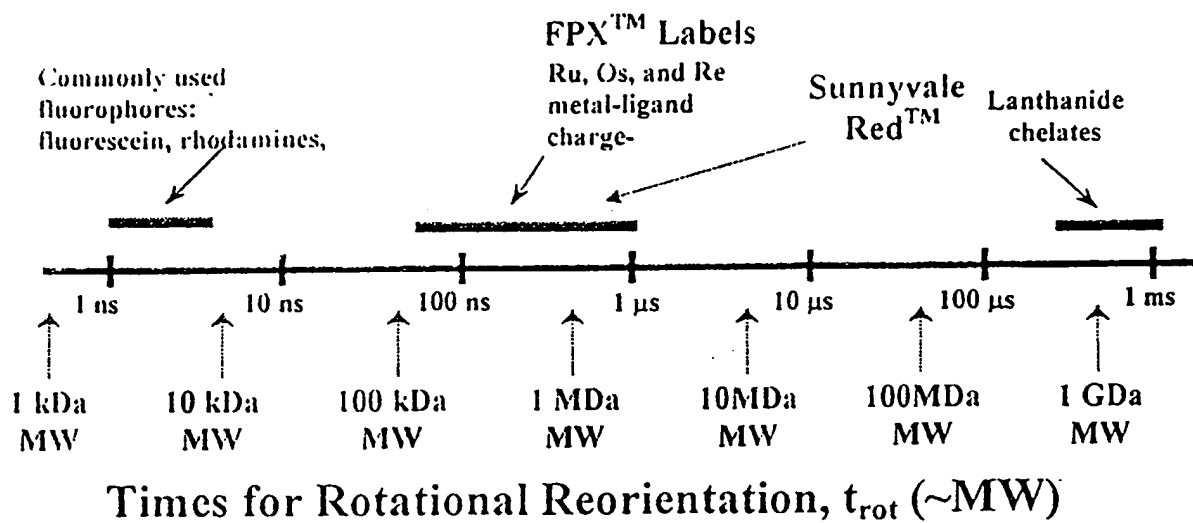 FPX™ Labels
Ru, Os, and Re
metal-ligand
charge-
Commonly used
fluorophores:
fluorescein, rhodamines,
Sunnyvale
Red™
Lanthanide
chelates
1 ns
10 ns
100 ns
1 µs
10 µs
100 µs
1 ms
1 kDa
MW
10 kDa
MW
100 kDa
MW
1 MDa
MW
10MDa
MW
100MDa
MW
1 GDa
MW
Times for Rotational Reorientation, t_rot (~MW)